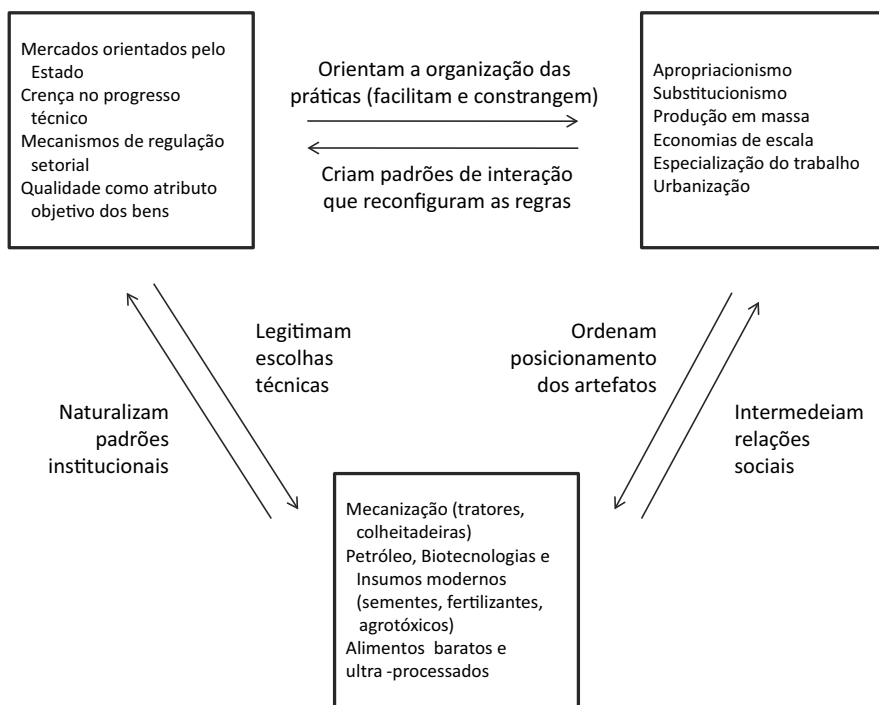 Mercados orientados pelo
Estado
Crença no progresso
técnico
Mecanismos de regulação
setorial
Qualidade como atributo
objetivo dos bens
Orientam a organização das
práticas (facilitam e constrangem)
Criam padrões de interação
que reconfiguram as regras
Apropriacionismo
Substitucionismo
Produção em massa
Economias de escala
Especialização do trabalho
Urbanização
Legitimam
escolhas
técnicas
Naturalizam
padrões
institucionais
Ordenam
posicionamento
dos artefatos
Intermedeiam
relações
sociais
Mecanização (tratores,
colheitadeiras)
Petróleo, Biotecnologias e
Insumos modernos
(sementes, fertilizantes,
agrotóxicos)
Alimentos baratos e
ultra -processados